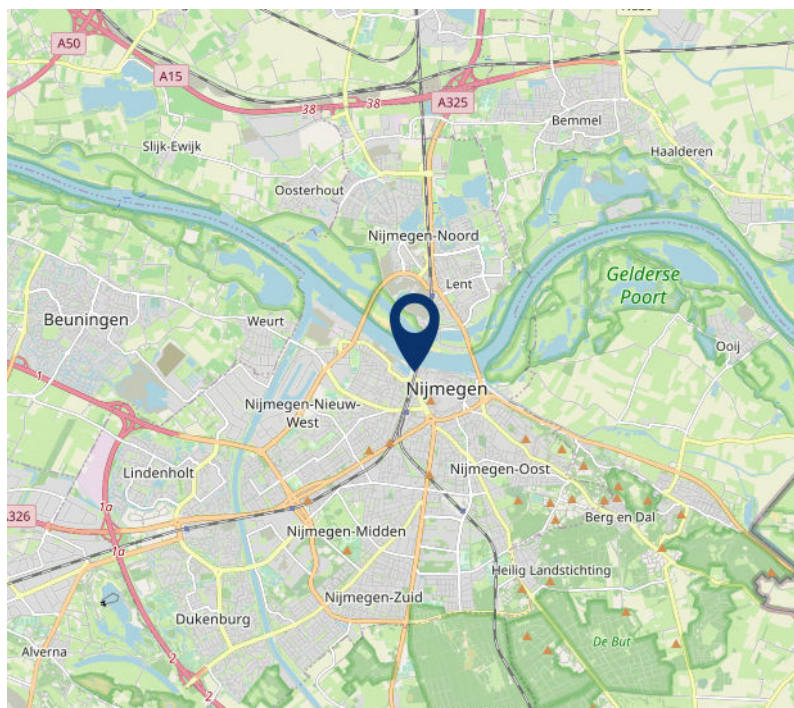 A50
A15
38
38
A325
Bemmel
Slijk-Ewijk
Haalderen
Oosterhout
Nijmegen-Noord
Gelderse
Poort
Lent
Beuningen
Weurt
Ooij
1
Nijmegen
Nijmegen-Nieuw-
West
Lindenholt
Nijmegen-Oost
1a
A326
Berg en Dal
Nijmegen-Midden
1a
Heilig Landstichting
Nijmegen-Zuid
Dukenburg
De But
Alverna
2
2